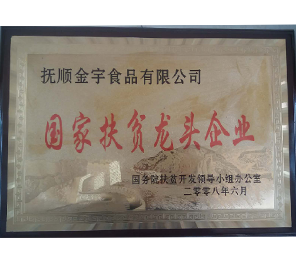 抚顺金宇食品有限公司
国家扶贫龙头企业
国务院扶贫开发领导小组办公室
二零零八年六月